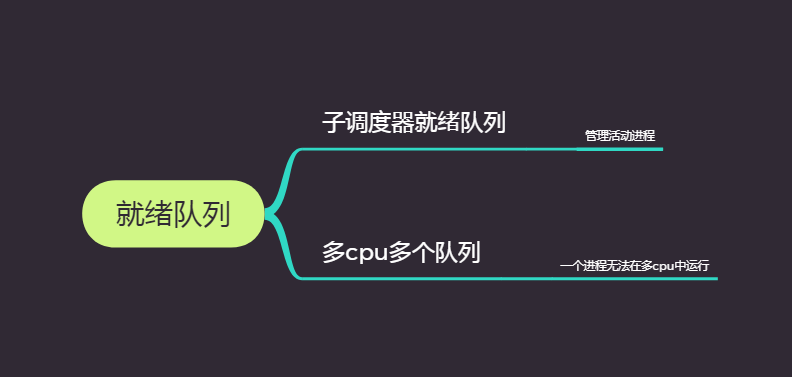 子调度器就绪队列
管理活动进程
就绪队列
多cpu多个队列
一个进程无法在多cpu中运行